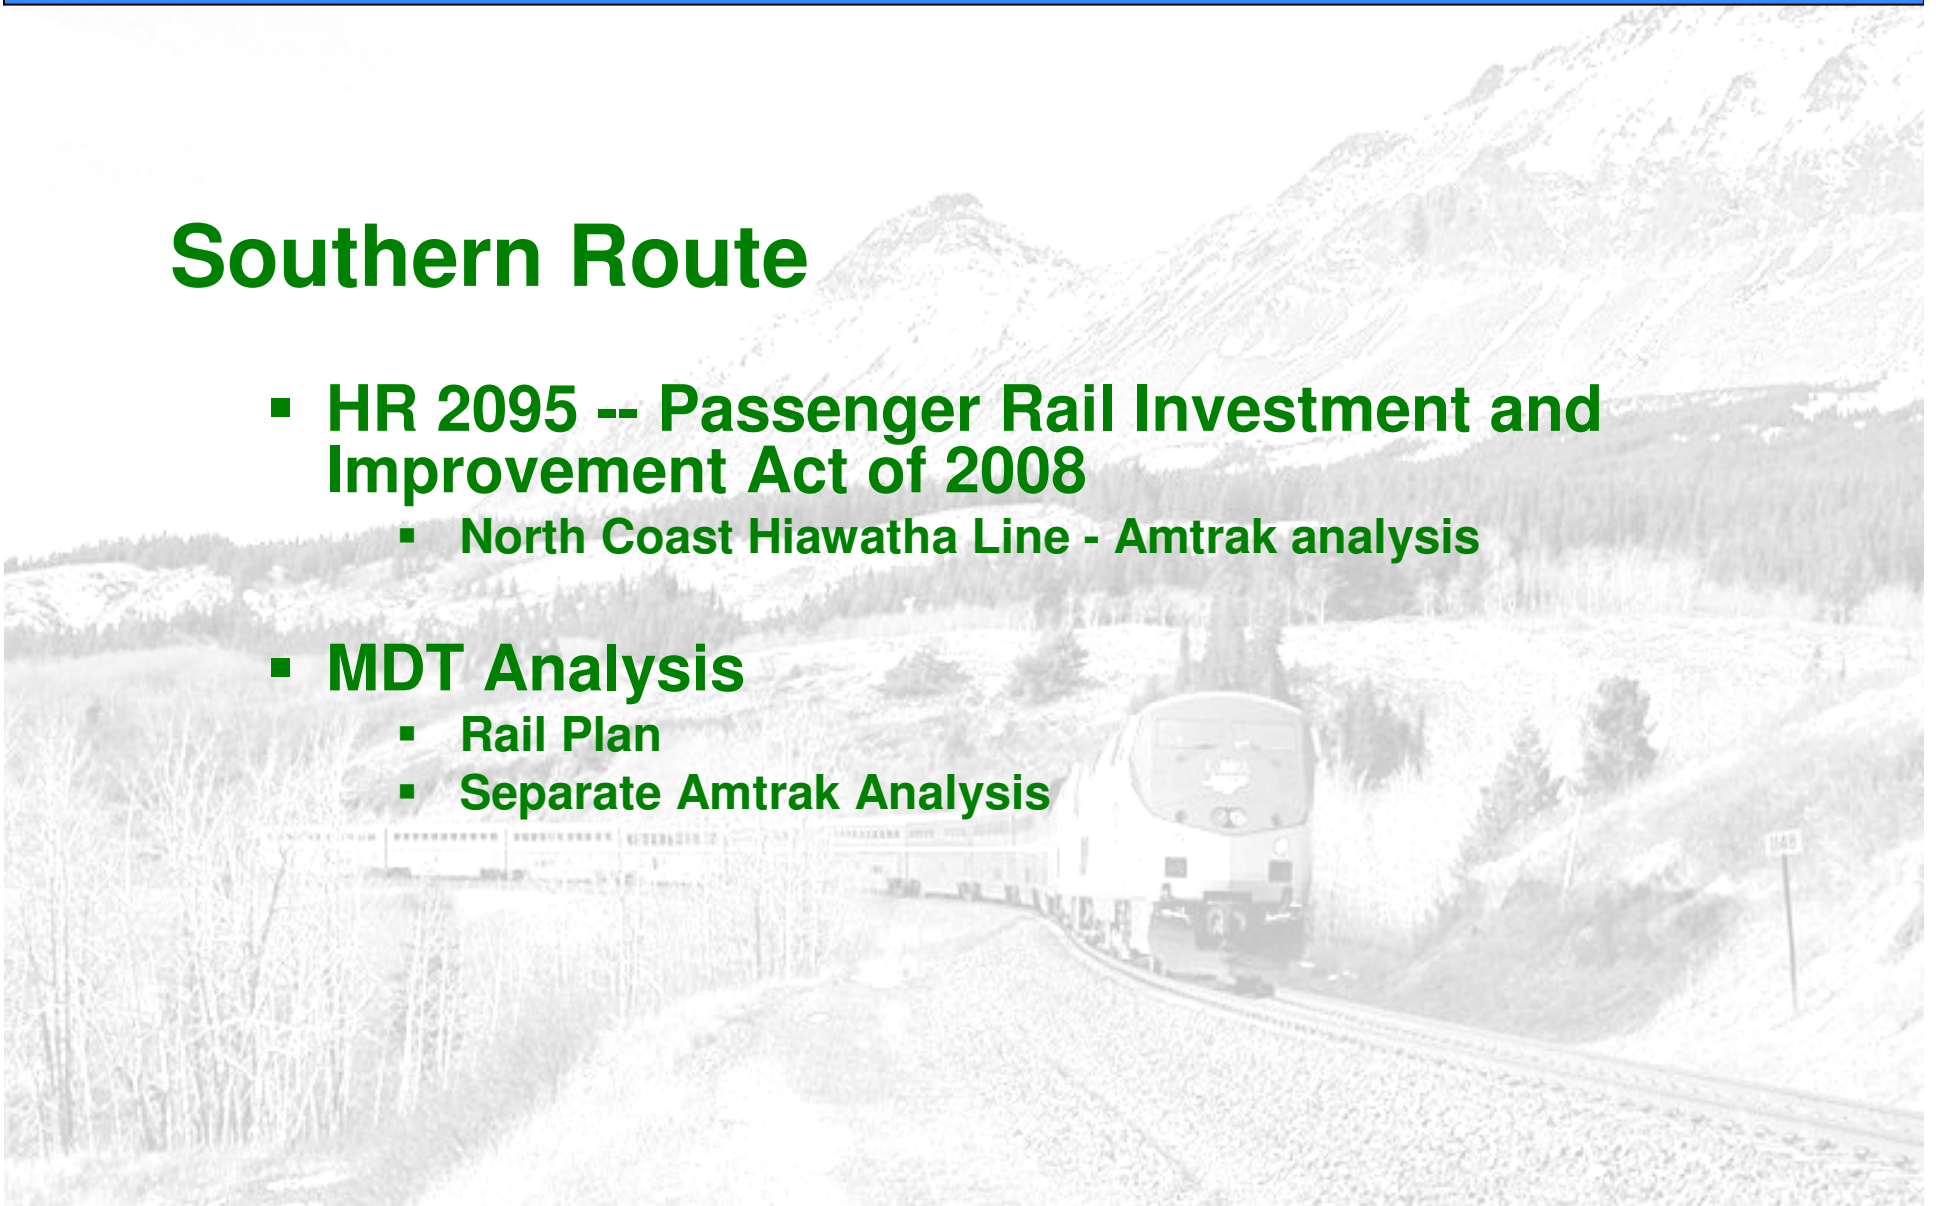 Southern Route
▪ HR 2095 -- Passenger Rail Investment and
Improvement Act of 2008
▪ North Coast Hiawatha Line - Amtrak analysis
▪ MDT Analysis
▪ Rail Plan
▪ Separate Amtrak Analysis